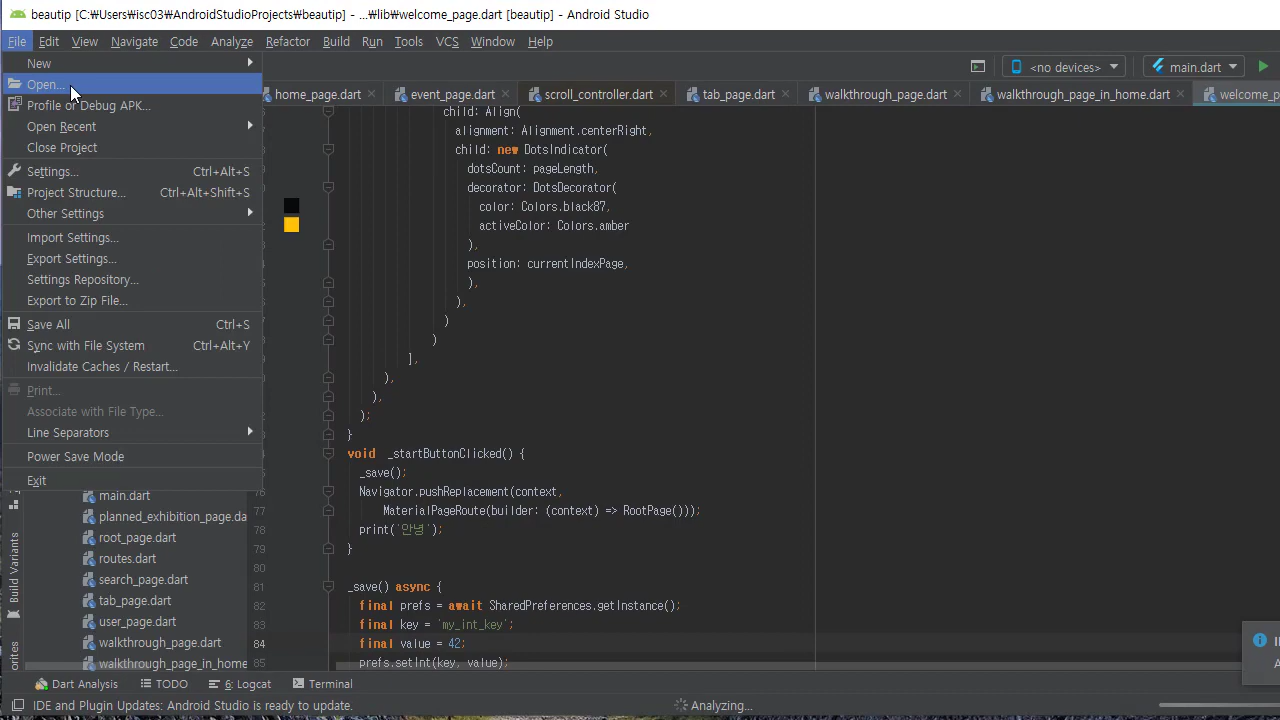 beautip [C:₩Users₩isc03₩AndroidStudioProjects₩beautip] - ...₩lib₩welcome_page.dart [beautip] - Android Studio
File Edit View Navigate Code Analyze Refactor Build Run Tools VCS Window Help
<no devices> main.dart
home_page.dart event_page.dart scroll_controller.dart tab_page.dart walkthrough_page.dart walkthrough_page_in_home.dart welcome_p
New
Open...
Profile or Debug APK...
Open Recent
Close Project
Settings... Ctrl+Alt+S
Project Structure... Ctrl+Alt+Shift+S
Other Settings
Import Settings...
Export Settings...
Settings Repository...
Export to Zip File...
Save All Ctrl+S
Sync with File System Ctrl+Alt+Y
Invalidate Caches / Restart...
Print...
Associate with File Type...
Line Separators
Power Save Mode
Exit
main.dart
planned_exhibition_page.da
root_page.dart
routes.dart
search_page.dart
tab_page.dart
user_page.dart
walkthrough_page.dart
walkthrough_page_in_home
Build Variants
child: Align(
alignment: Alignment.centerRight,
child: new DotsIndicator(
dotsCount: pageLength,
decorator: DotsDecorator(
color: Colors.black87,
activeColor: Colors.amber
),
position: currentIndexPage,
),
),
)
)
],
),
),
);
}
void _startButtonClicked() {
_save();
Navigator.pushReplacement(context,
77 MaterialPageRoute(builder: (context) => RootPage()));
78 print('안녕');
79 }
80
81 _save() async {
82 final prefs = await SharedPreferences.getInstance();
83 final key = 'my_int_key';
84 final value = 42;
85 prefs.setInt(key, value);
Dart Analysis TODO 6: Logcat Terminal
IDE and Plugin Updates: Android Studio is ready to update. Analyzing...